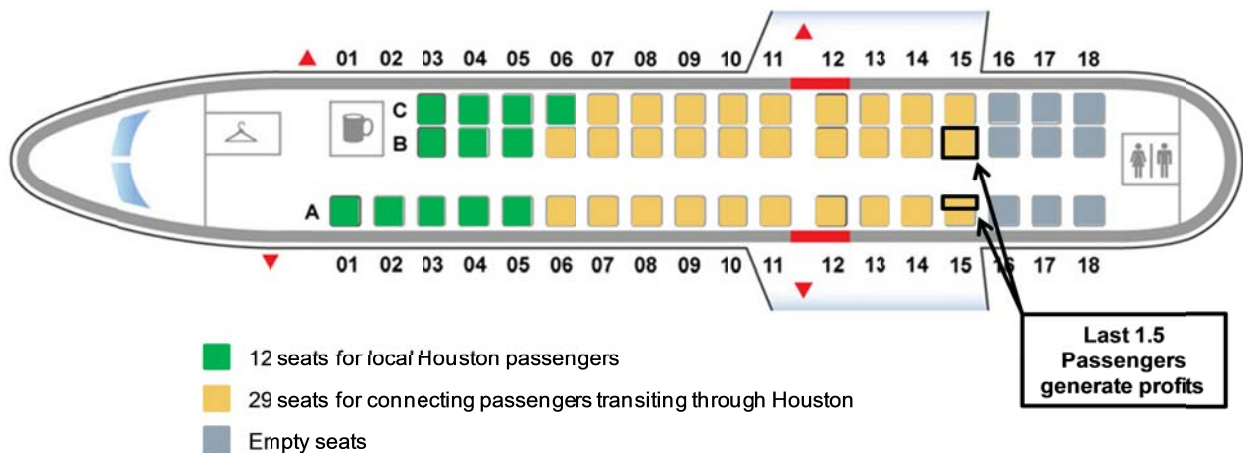 01 02 03 04 05 06 07 08 09 10 11 12 13 14 15 16 17 18
C
B
A
01 02 03 04 05 06 07 08 09 10 11 12 13 14 15 16 17 18
12 seats for local Houston passengers
29 seats for connecting passengers transiting through Houston
Empty seats
Last 1.5
Passengers
generate profits